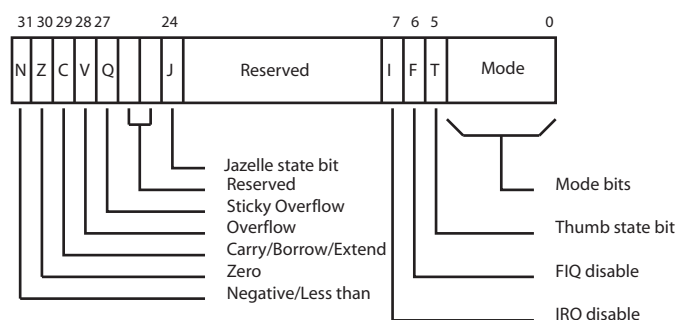 31 30 29 28 27 24 7 6 5 0
N Z C V Q J Reserved I F T Mode
Jazelle state bit
Reserved Mode bits
Sticky Overflow
Overflow Thumb state bit
Carry/Borrow/Extend
Zero FIQ disable
Negative/Less than
IRQ disable